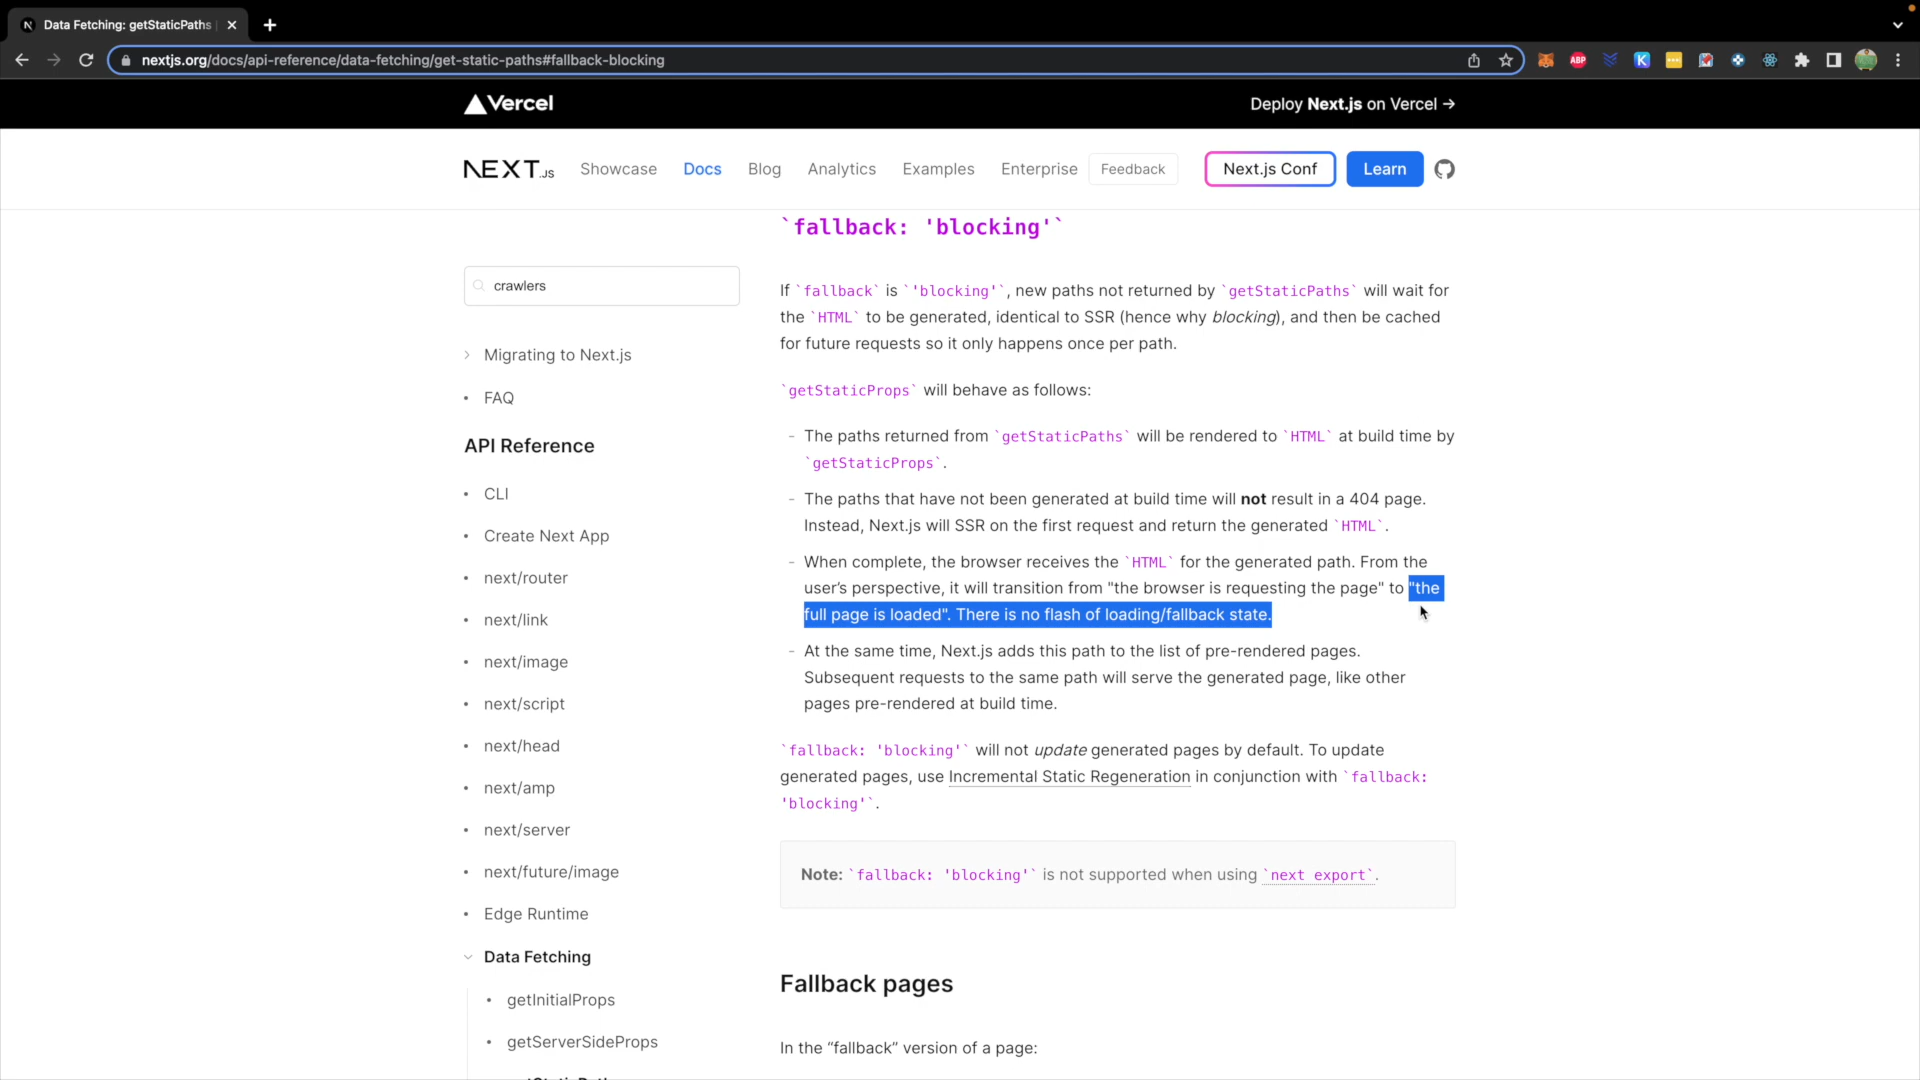 Data Fetching: getStaticPaths
nextjs.org/docs/api-reference/data-fetching/get-static-paths#fallback-blocking
ABP
K
Vercel
Deploy Next.js on Vercel →
NEXT.JS
Showcase
Docs
Blog
Analytics
Examples
Enterprise
Feedback
Next.js Conf
Learn
crawlers
Migrating to Next.js
FAQ
API Reference
CLI
Create Next App
next/router
next/link
next/image
next/script
next/head
next/amp
next/server
next/future/image
Edge Runtime
Data Fetching
getInitialProps
getServerSideProps
`fallback: 'blocking'`
If `fallback` is `'blocking'`, new paths not returned by `getStaticPaths` will wait for
the `HTML` to be generated, identical to SSR (hence why blocking), and then be cached
for future requests so it only happens once per path.
`getStaticProps` will behave as follows:
- The paths returned from `getStaticPaths` will be rendered to `HTML` at build time by
`getStaticProps`.
- The paths that have not been generated at build time will not result in a 404 page.
Instead, Next.js will SSR on the first request and return the generated `HTML`.
- When complete, the browser receives the `HTML` for the generated path. From the
user’s perspective, it will transition from "the browser is requesting the page" to "the
full page is loaded". There is no flash of loading/fallback state.
- At the same time, Next.js adds this path to the list of pre-rendered pages.
Subsequent requests to the same path will serve the generated page, like other
pages pre-rendered at build time.
`fallback: 'blocking'` will not update generated pages by default. To update
generated pages, use Incremental Static Regeneration in conjunction with `fallback:
'blocking'`.
Note: `fallback: 'blocking'` is not supported when using `next export`.
Fallback pages
In the “fallback” version of a page: